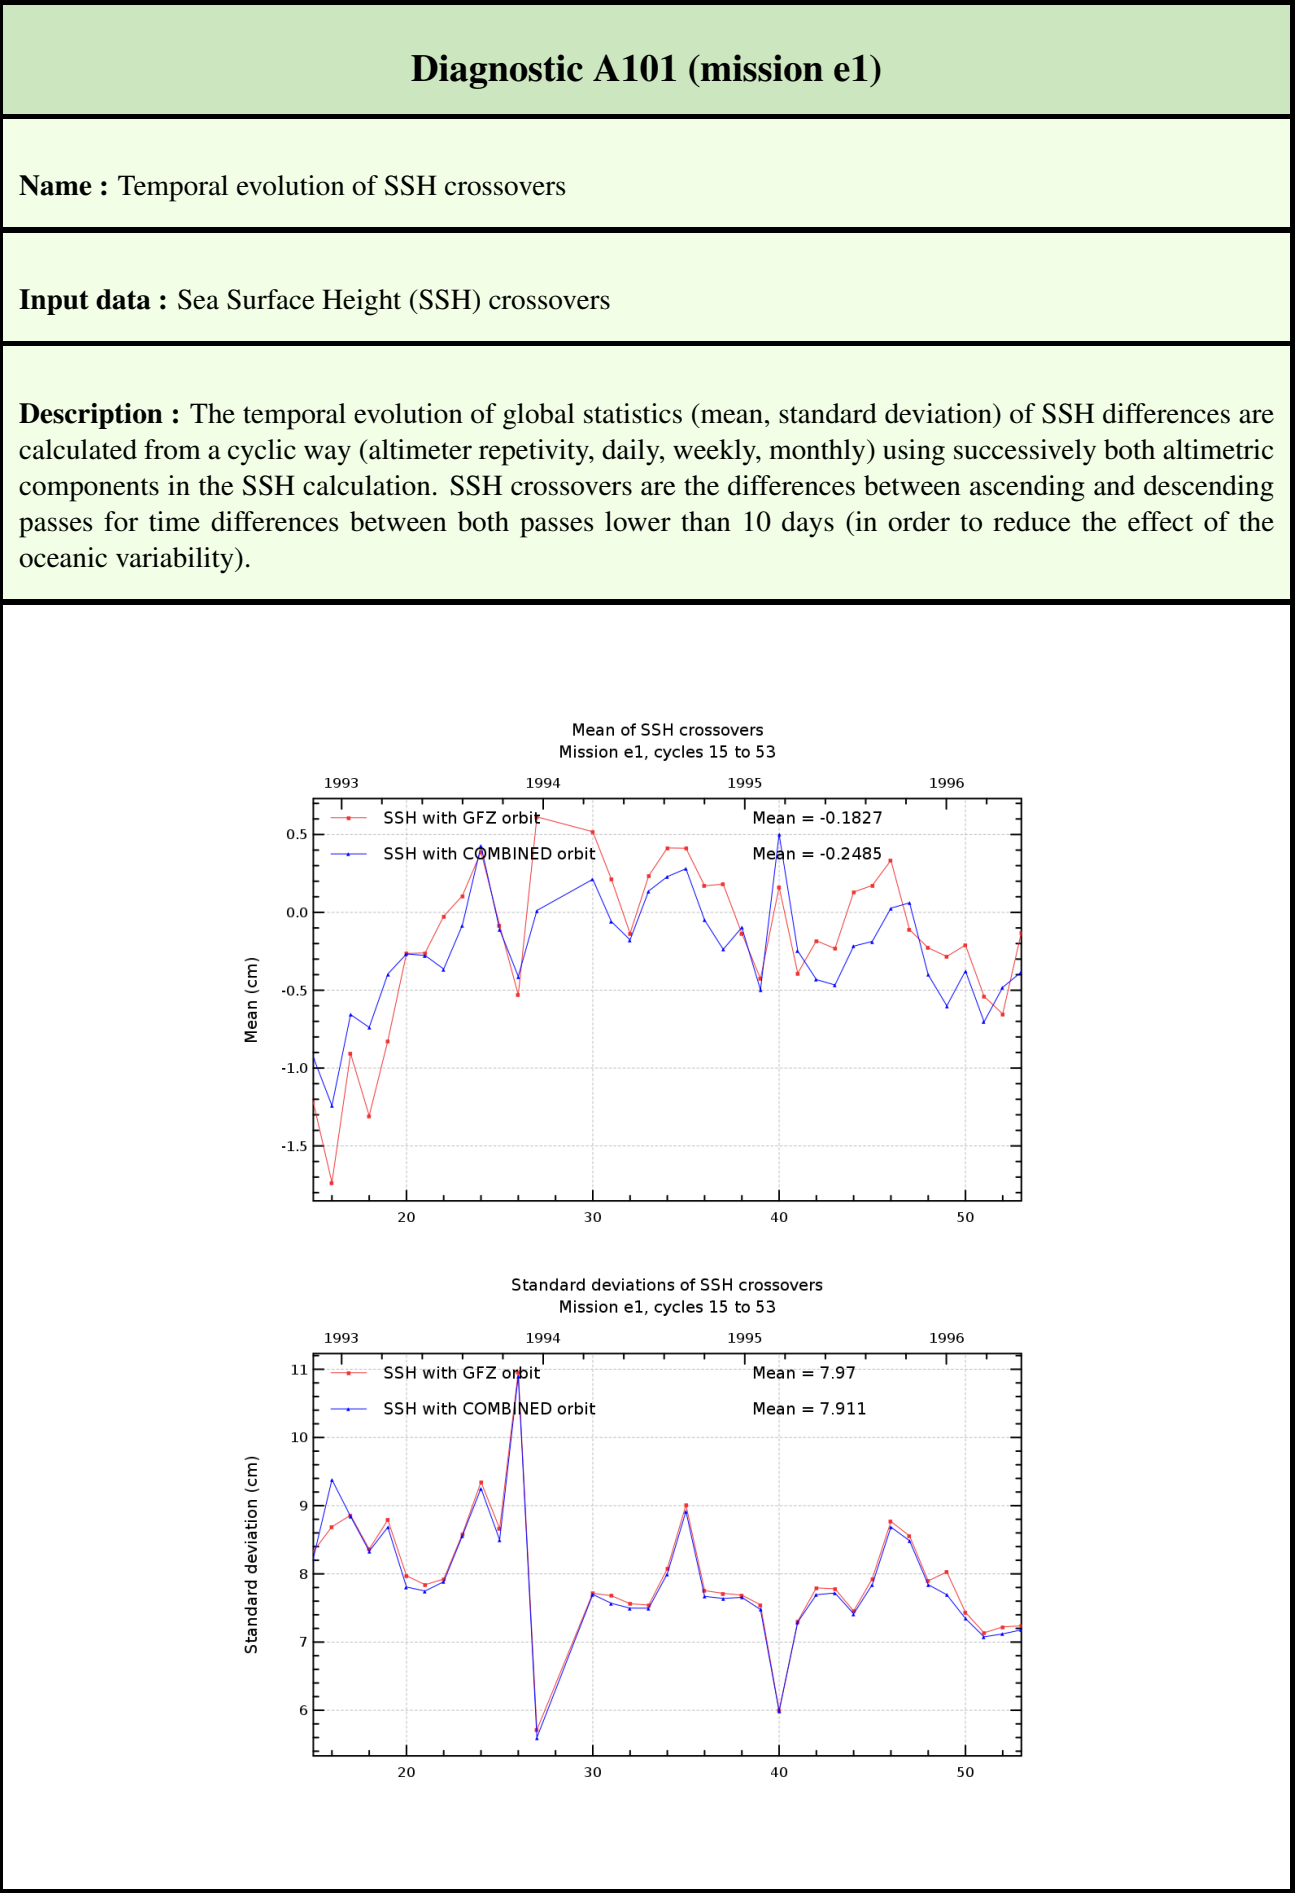 Diagnostic A101 (mission e1)
Name : Temporal evolution of SSH crossovers
Input data : Sea Surface Height (SSH) crossovers
Description : The temporal evolution of global statistics (mean, standard deviation) of SSH differences are
calculated from a cyclic way (altimeter repetivity, daily, weekly, monthly) using successively both altimetric
components in the SSH calculation. SSH crossovers are the differences between ascending and descending
passes for time differences between both passes lower than 10 days (in order to reduce the effect of the
oceanic variability).
Mean of SSH crossovers
Mission e1, cycles 15 to 53
1993 1994 1995 1996
SSH with GFZ orbit Mean = -0.1827
SSH with COMBINED orbit Mean = -0.2485
0.5
0.0
-0.5
-1.0
-1.5
Mean (cm)
20 30 40 50
Standard deviations of SSH crossovers
Mission e1, cycles 15 to 53
1993 1994 1995 1996
SSH with GFZ orbit Mean = 7.97
SSH with COMBINED orbit Mean = 7.911
11
10
9
8
7
6
Standard deviation (cm)
20 30 40 50